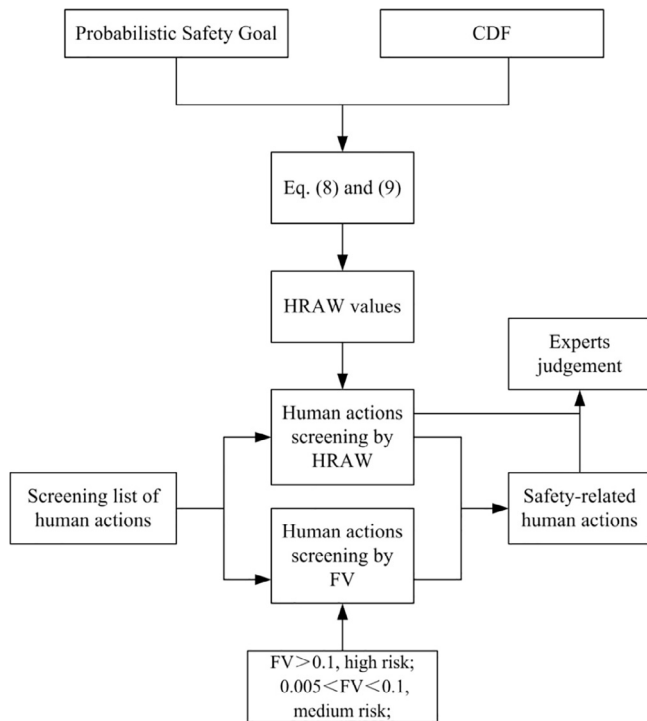 Probabilistic Safety Goal
CDF
Eq. (8) and (9)
HRAW values
Experts
judgement
Human actions
screening by
HRAW
Screening list of
human actions
Safety-related
human actions
Human actions
screening by
FV
FV＞0.1, high risk;
0.005＜FV＜0.1,
medium risk;